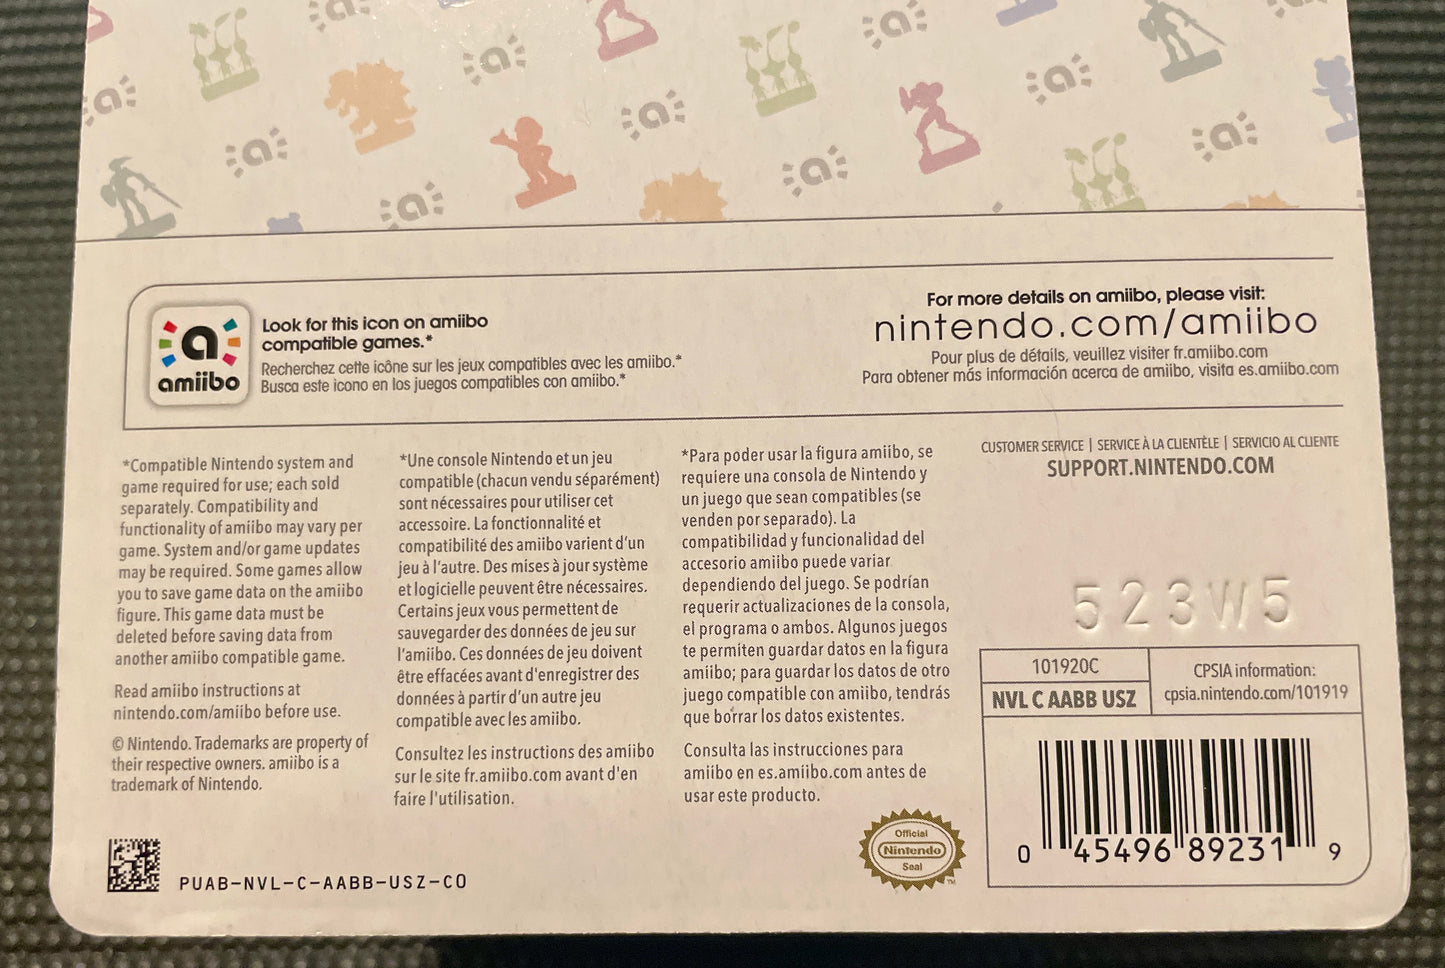 amiibo
Look for this icon on amiibo
compatible games.*
Recherchez cette icône sur les jeux compatibles avec les amiibo.*
Busca este icono en los juegos compatibles con amiibo.*
For more details on amiibo, please visit:
nintendo.com/amiibo
Pour plus de détails, veuillez visiter fr.amiibo.com
Para obtener más información acerca de amiibo, visita es.amiibo.com
*Compatible Nintendo system and
game required for use; each sold
separately. Compatibility and
functionality of amiibo may vary per
game. System and/or game updates
may be required. Some games allow
you to save game data on the amiibo
figure. This game data must be
deleted before saving data from
another amiibo compatible game.
Read amiibo instructions at
nintendo.com/amiibo before use.
© Nintendo. Trademarks are property of
their respective owners. amiibo is a
trademark of Nintendo.
*Une console Nintendo et un jeu
compatible (chacun vendu séparément)
sont nécessaires pour utiliser cet
accessoire. La fonctionnalité et
compatibilité des amiibo varient d'un
jeu à l'autre. Des mises à jour système
et logicielle peuvent être nécessaires.
Certains jeux vous permettent de
sauvegarder des données de jeu sur
l'amiibo. Ces données de jeu doivent
être effacées avant d'enregistrer des
données à partir d'un autre jeu
compatible avec les amiibo.
Consultez les instructions des amiibo
sur le site fr.amiibo.com avant d'en
faire l'utilisation.
*Para poder usar la figura amiibo, se
requiere una consola de Nintendo y
un juego que sean compatibles (se
venden por separado). La
compatibilidad y funcionalidad del
accesorio amiibo puede variar
dependiendo del juego. Se podrían
requerir actualizaciones de la consola,
el programa o ambos. Algunos juegos
te permiten guardar datos en la figura
amiibo; para guardar los datos de otro
juego compatible con amiibo, tendrás
que borrar los datos existentes.
Consulta las instrucciones para
amiibo en es.amiibo.com antes de
usar este producto.
CUSTOMER SERVICE | SERVICE À LA CLIENTÈLE | SERVICIO AL CLIENTE
SUPPORT.NINTENDO.COM
523W5
101920C
NVL C AABB USZ
CPSIA information:
cpsia.nintendo.com/101919
0 45496 89231 9
Official
Nintendo
Seal
TM
PUAB-NVL-C-AABB-USZ-C0